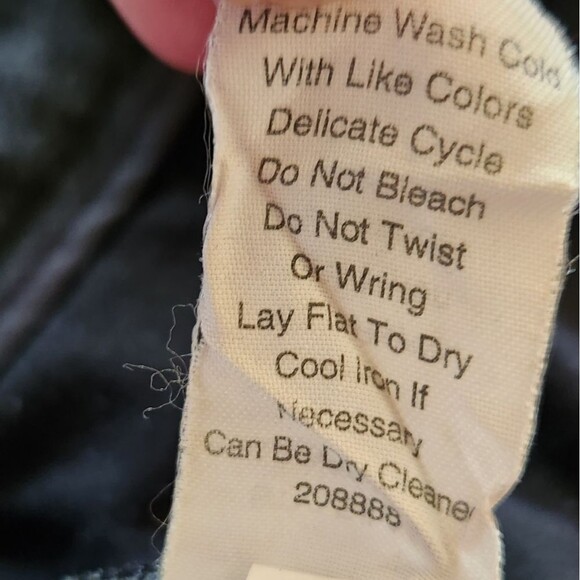 Machine Wash Cold
With Like Colors
Delicate Cycle
Do Not Bleach
Do Not Twist
Or Wring
Lay Flat To Dry
Cool Iron If
Necessary
Can Be Dry Cleane
208888